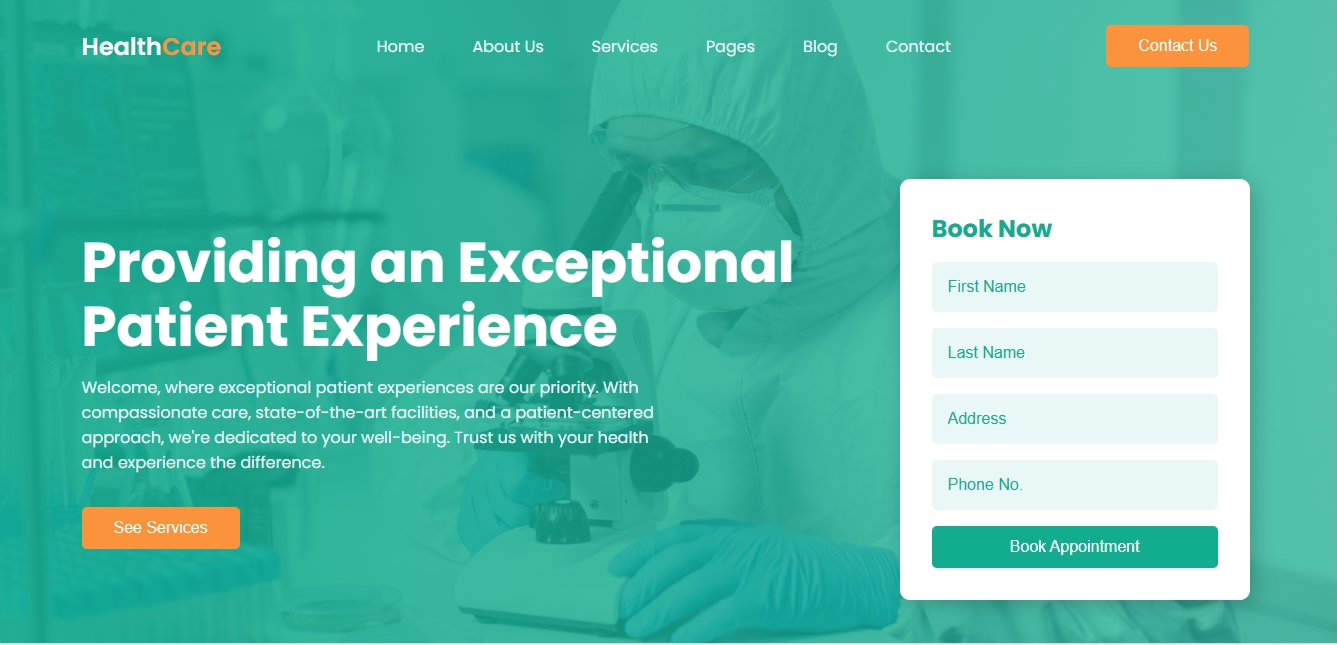 HealthCare
Home
About Us
Services
Pages
Blog
Contact
Contact Us
Providing an Exceptional
Patient Experience
Welcome, where exceptional patient experiences are our priority. With
compassionate care, state-of-the-art facilities, and a patient-centered
approach, we're dedicated to your well-being. Trust us with your health
and experience the difference.
See Services
Book Now
First Name
Last Name
Address
Phone No.
Book Appointment